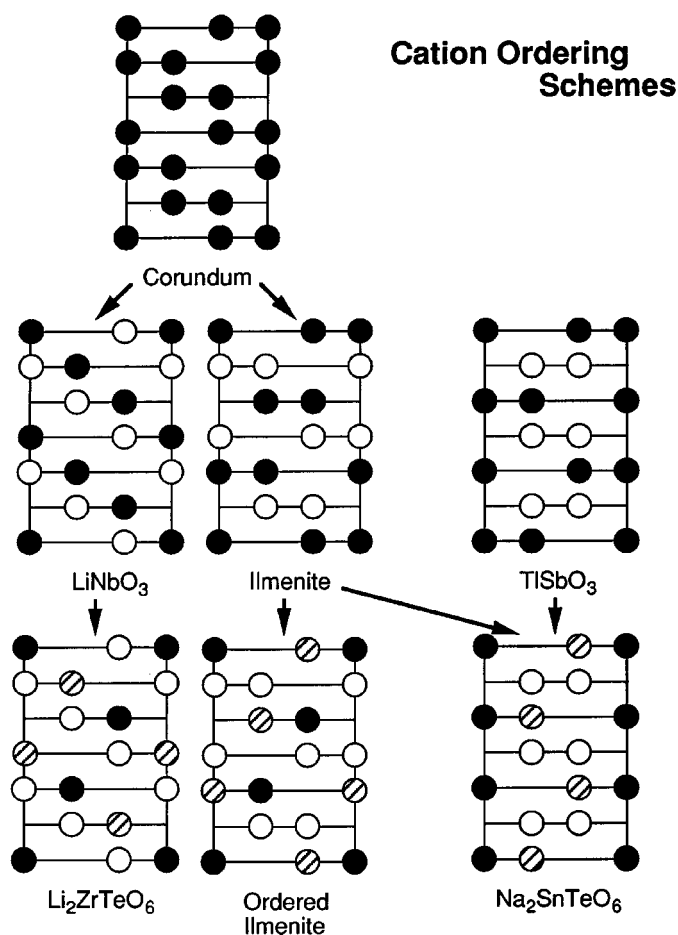 Cation Ordering
Schemes
Corundum
LiNbO₃
Ilmenite
TlSbO₃
Li₂ZrTeO₆
Ordered
Ilmenite
Na₂SnTeO₆